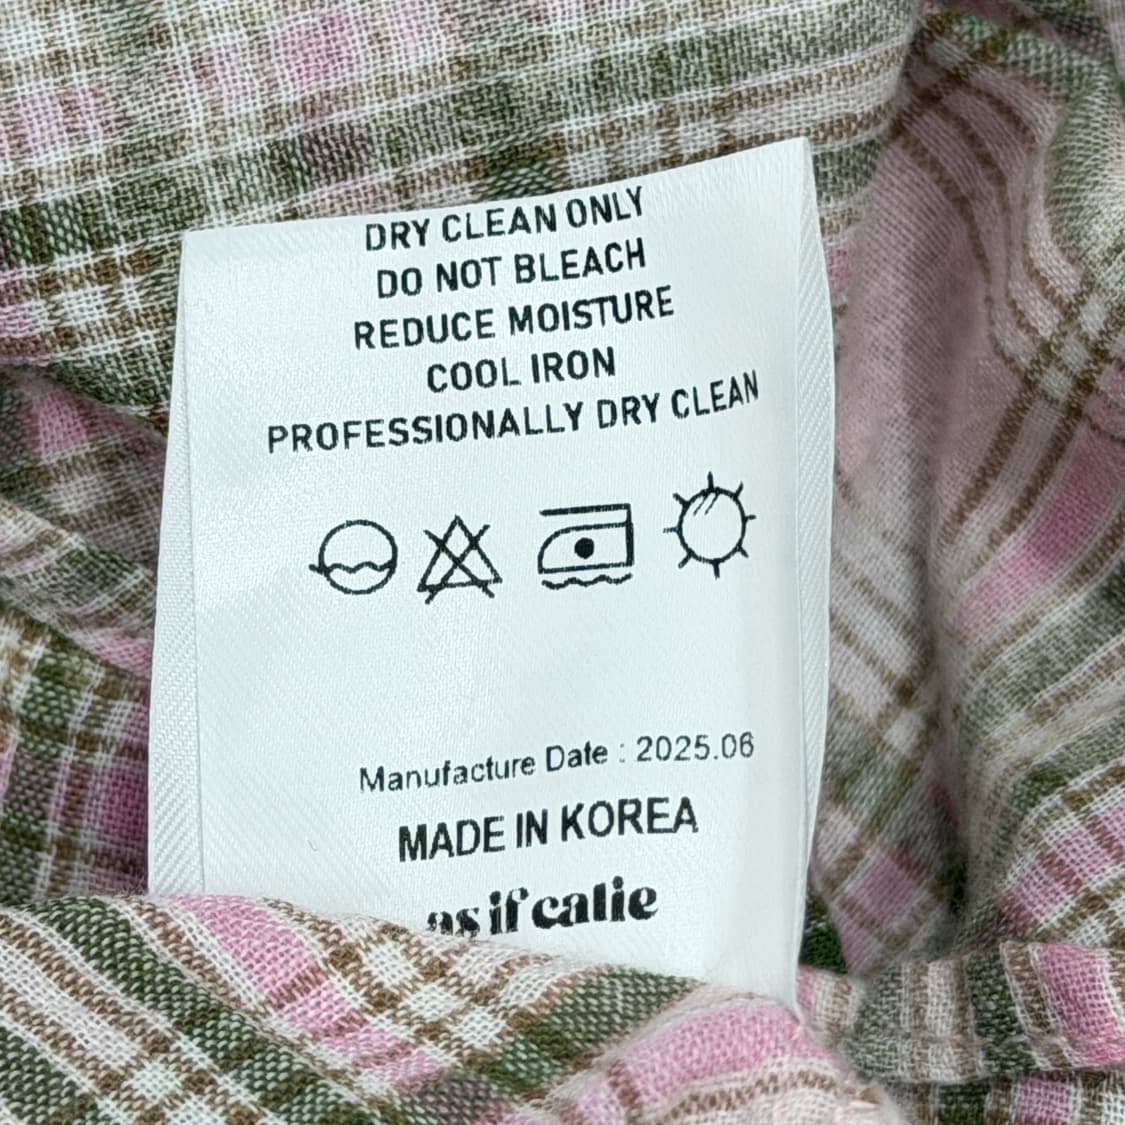 DRY CLEAN ONLY
DO NOT BLEACH
REDUCE MOISTURE
COOL IRON
PROFESSIONALLY DRY CLEAN
Manufacture Date : 2025.06
MADE IN KOREA
as if calie